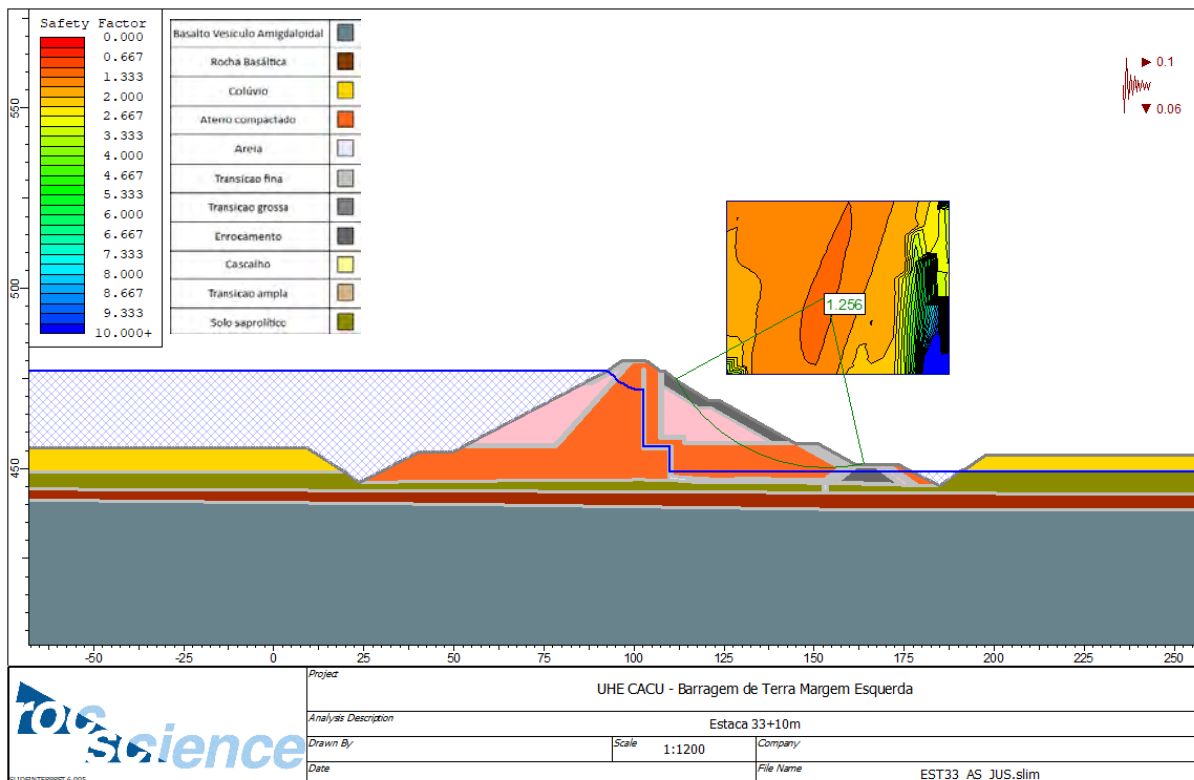 Safety Factor
0.000
0.667
1.333
2.000
2.667
3.333
4.000
4.667
5.333
6.000
6.667
7.333
8.000
8.667
9.333
10.000+
Basalto Vesículo Amigdaloidal
Rocha Basáltica
Colúvio
Aterro compactado
Areia
Transicao fina
Transicao grossa
Enrocamento
Cascalho
Transicao ampla
Solo saprolítico
0.1
0.06
550
500
450
1.256
-50 -25 0 25 50 75 100 125 150 175 200 225 250
rocscience
Project
UHE CACU - Barragem de Terra Margem Esquerda
Analysis Description
Estaca 33+10m
Drawn By
Scale 1:1200
Company
Date
File Name EST33_AS_JUS.slim
SLIDEINTERPRET 6.005